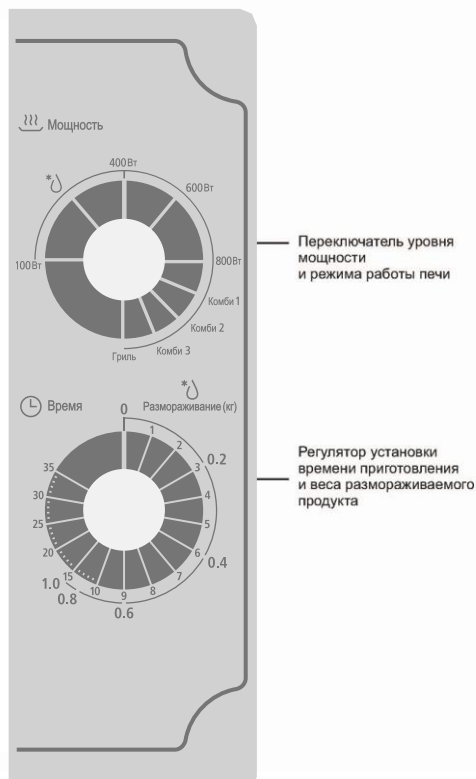 Мощность
400Вт
600Вт
100Вт
800Вт
Комби 1
Комби 2
Комби 3
Гриль
Переключатель уровня
мощности
и режима работы печи
Время
0
Размораживание (кг)
1
2
0.2
3
4
5
6
0.4
7
8
9
0.6
10
0.8
15
1.0
20
25
30
35
Регулятор установки
времени приготовления
и веса размораживаемого
продукта